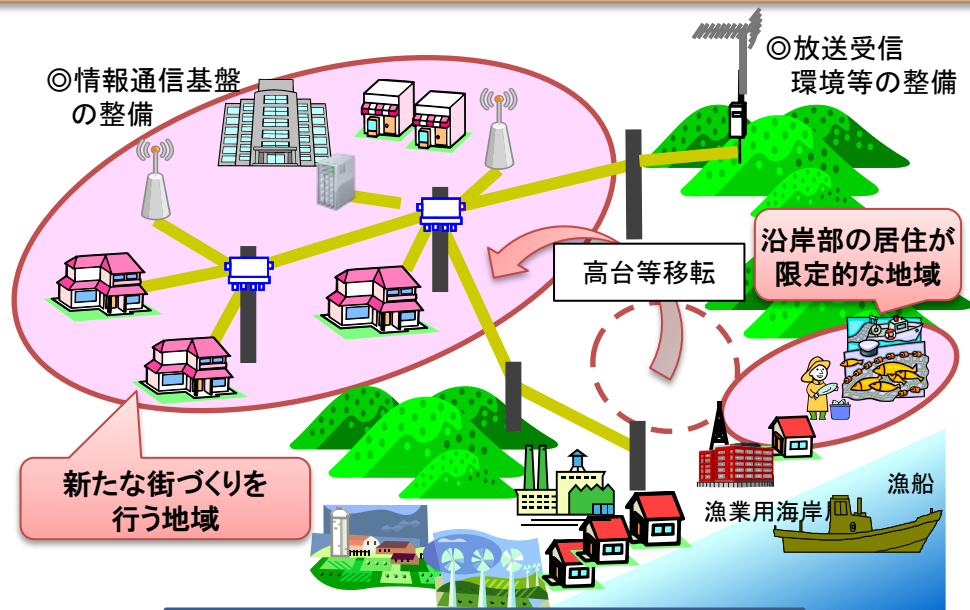 ◎情報通信基盤
の整備
◎放送受信
環境等の整備
沿岸部の居住が
限定的な地域
高台等移転
新たな街づくりを
行う地域
漁業用海岸
漁船